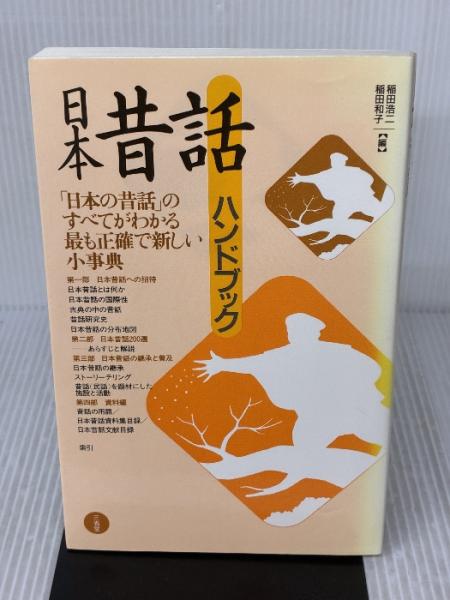 日本昔話
ハンドブック
稲田浩二
稲田和子
【編】
「日本の昔話」の
すべてがわかる
最も正確で新しい
小事典
第一部　日本昔話への招待
日本昔話とは何か
日本昔話の国際性
古典の中の昔話
昔話研究史
日本昔話の分布地図
第二部　日本昔話200選
――あらすじと解説
第三部　日本昔話の継承と普及
日本昔話の継承
ストーリーテリング
昔話(民話)を題材にした
施設と活動
第四部　資料編
昔話の用語／
日本昔話資料集目録／
日本昔話文献目録
索引
三省堂